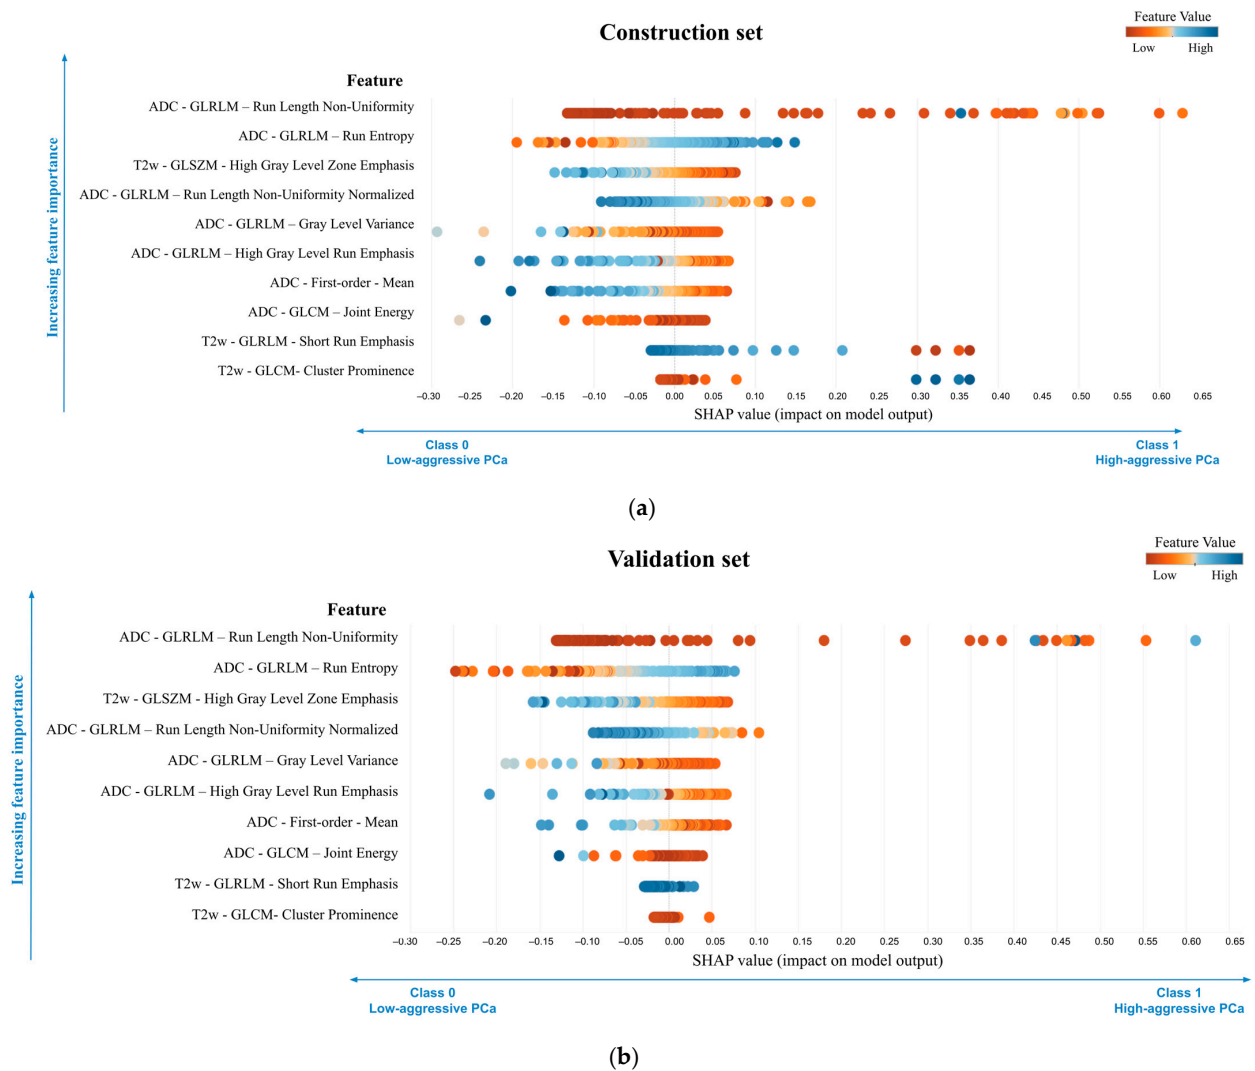 Construction set
Feature Value
Low High
Feature
Increasing feature importance
ADC - GLRLM – Run Length Non-Uniformity
ADC - GLRLM – Run Entropy
T2w - GLSZM - High Gray Level Zone Emphasis
ADC - GLRLM – Run Length Non-Uniformity Normalized
ADC - GLRLM – Gray Level Variance
ADC - GLRLM – High Gray Level Run Emphasis
ADC - First-order - Mean
ADC - GLCM – Joint Energy
T2w - GLRLM - Short Run Emphasis
T2w - GLCM- Cluster Prominence
–0.30 –0.25 –0.20 –0.15 –0.10 –0.05 0.00 0.05 0.10 0.15 0.20 0.25 0.30 0.35 0.40 0.45 0.50 0.55 0.60 0.65
SHAP value (impact on model output)
Class 0 Class 1
Low-aggressive PCa High-aggressive PCa
(a)
Validation set
Feature Value
Low High
Feature
Increasing feature importance
ADC - GLRLM – Run Length Non-Uniformity
ADC - GLRLM – Run Entropy
T2w - GLSZM - High Gray Level Zone Emphasis
ADC - GLRLM – Run Length Non-Uniformity Normalized
ADC - GLRLM – Gray Level Variance
ADC - GLRLM – High Gray Level Run Emphasis
ADC - First-order - Mean
ADC - GLCM – Joint Energy
T2w - GLRLM - Short Run Emphasis
T2w - GLCM- Cluster Prominence
–0.30 –0.25 –0.20 –0.15 –0.10 –0.05 0.00 0.05 0.10 0.15 0.20 0.25 0.30 0.35 0.40 0.45 0.50 0.55 0.60 0.65
SHAP value (impact on model output)
Class 0 Class 1
Low-aggressive PCa High-aggressive PCa
(b)